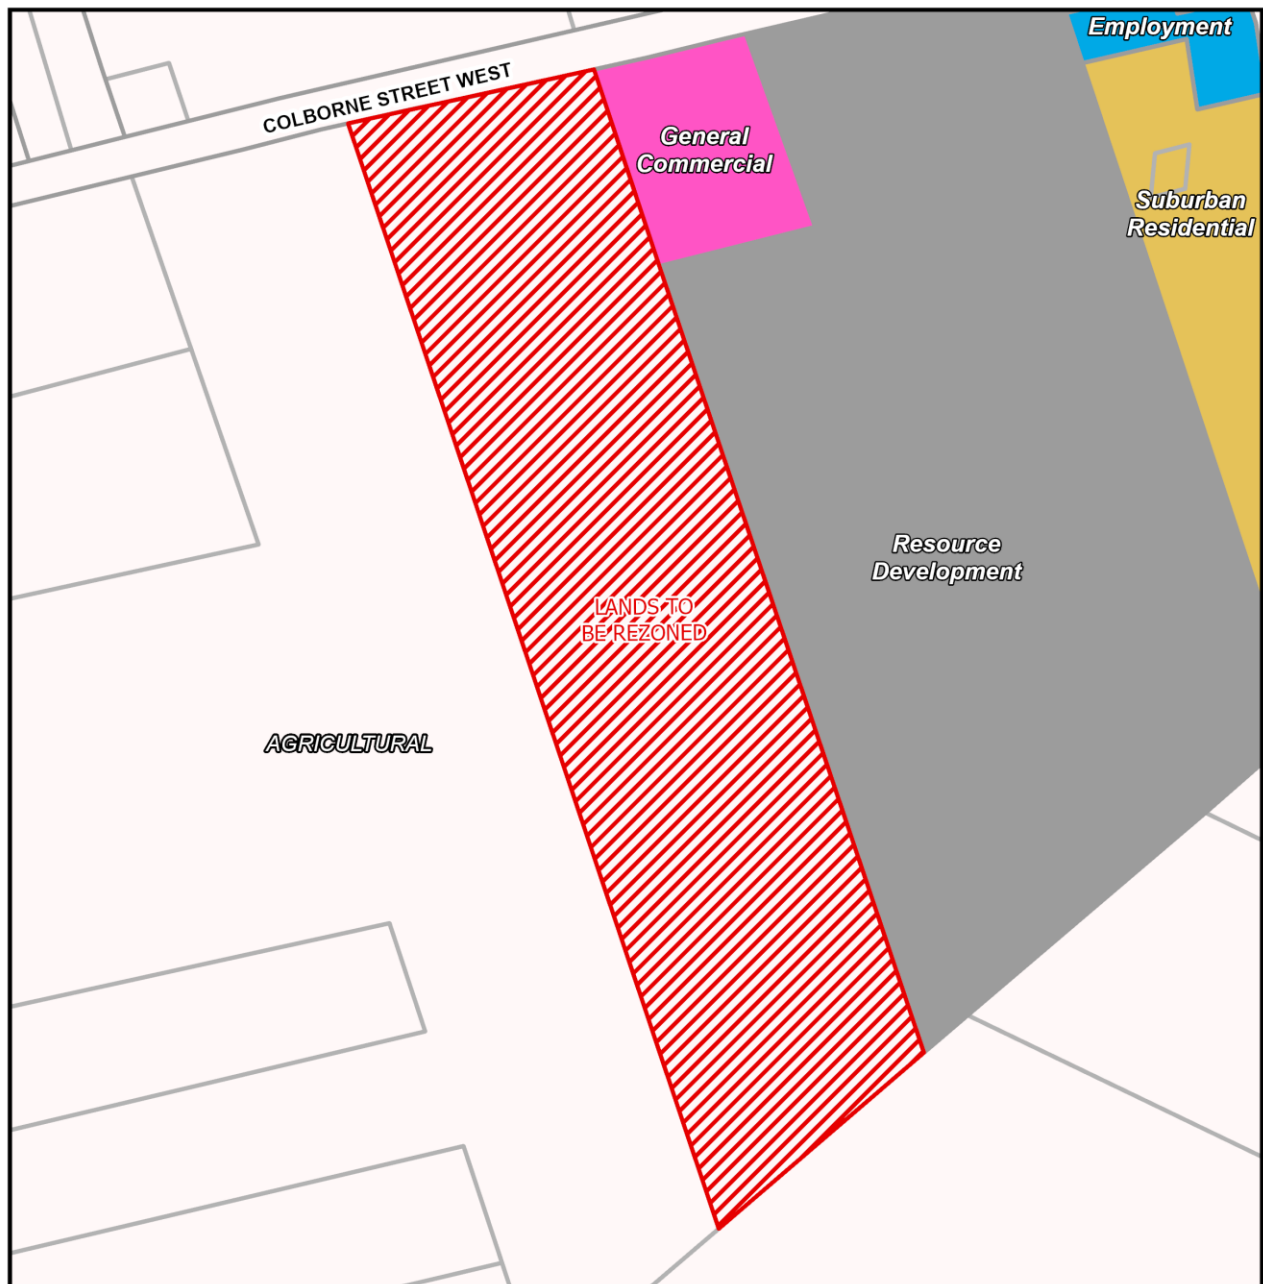 Employment
COLBORNE STREET WEST
General
Commercial
Suburban
Residential
Resource
Development
LANDS TO
BE REZONED
AGRICULTURAL